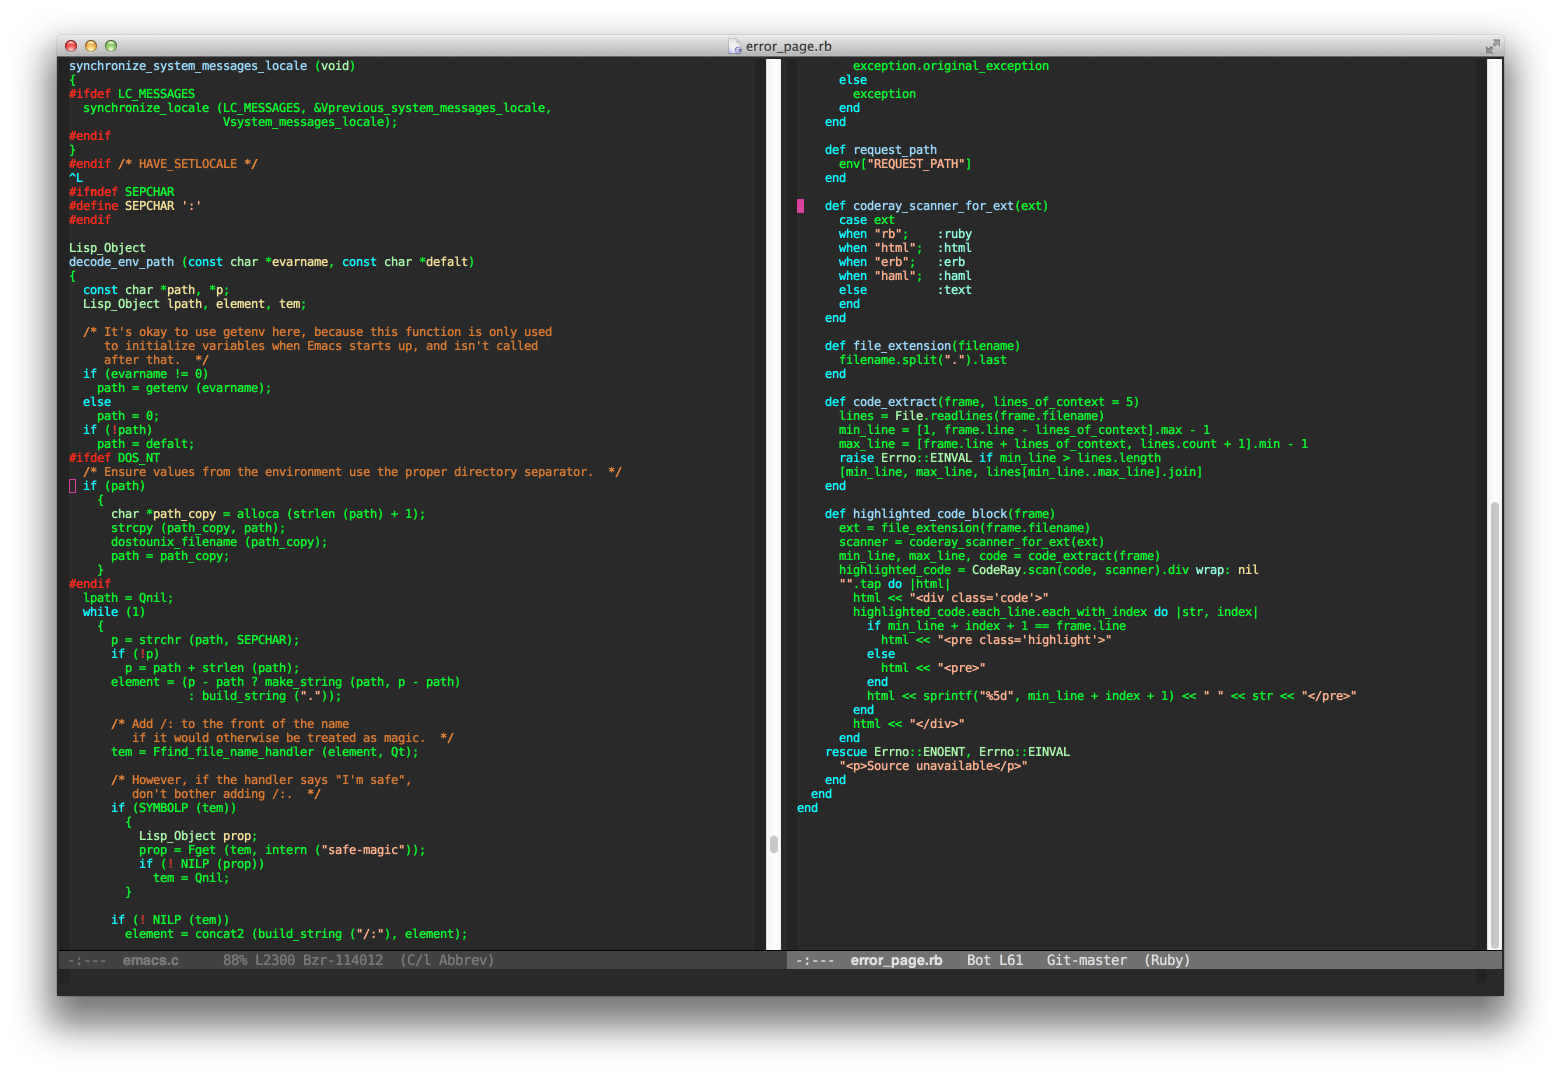 error_page.rb
synchronize_system_messages_locale (void)
{
#ifdef LC_MESSAGES
  synchronize_locale (LC_MESSAGES, &Vprevious_system_messages_locale,
                      Vsystem_messages_locale);
#endif
}
#endif /* HAVE_SETLOCALE */
^L
#ifndef SEPCHAR
#define SEPCHAR ':'
#endif

Lisp_Object
decode_env_path (const char *evarname, const char *defalt)
{
  const char *path, *p;
  Lisp_Object lpath, element, tem;

  /* It's okay to use getenv here, because this function is only used
     to initialize variables when Emacs starts up, and isn't called
     after that.  */
  if (evarname != 0)
    path = getenv (evarname);
  else
    path = 0;
  if (!path)
    path = defalt;
#ifdef DOS_NT
  /* Ensure values from the environment use the proper directory separator.  */
  if (path)
    {
      char *path_copy = alloca (strlen (path) + 1);
      strcpy (path_copy, path);
      dostounix_filename (path_copy);
      path = path_copy;
    }
#endif
  lpath = Qnil;
  while (1)
    {
      p = strchr (path, SEPCHAR);
      if (!p)
        p = path + strlen (path);
      element = (p - path ? make_string (path, p - path)
                 : build_string ("."));

      /* Add /: to the front of the name
         if it would otherwise be treated as magic.  */
      tem = Ffind_file_name_handler (element, Qt);

      /* However, if the handler says "I'm safe",
         don't bother adding /:.  */
      if (SYMBOLP (tem))
        {
          Lisp_Object prop;
          prop = Fget (tem, intern ("safe-magic"));
          if (! NILP (prop))
            tem = Qnil;
        }

      if (! NILP (tem))
        element = concat2 (build_string ("/:"), element);
-:---  emacs.c      88% L2300 Bzr-114012  (C/l Abbrev)
        exception.original_exception
      else
        exception
      end
    end

    def request_path
      env["REQUEST_PATH"]
    end

    def coderay_scanner_for_ext(ext)
      case ext
      when "rb";    :ruby
      when "html";  :html
      when "erb";   :erb
      when "haml";  :haml
      else          :text
      end
    end

    def file_extension(filename)
      filename.split(".").last
    end

    def code_extract(frame, lines_of_context = 5)
      lines = File.readlines(frame.filename)
      min_line = [1, frame.line - lines_of_context].max - 1
      max_line = [frame.line + lines_of_context, lines.count + 1].min - 1
      raise Errno::EINVAL if min_line > lines.length
      [min_line, max_line, lines[min_line..max_line].join]
    end

    def highlighted_code_block(frame)
      ext = file_extension(frame.filename)
      scanner = coderay_scanner_for_ext(ext)
      min_line, max_line, code = code_extract(frame)
      highlighted_code = CodeRay.scan(code, scanner).div wrap: nil
      "".tap do |html|
        html << "<div class='code'>"
        highlighted_code.each_line.each_with_index do |str, index|
          if min_line + index + 1 == frame.line
            html << "<pre class='highlight'>"
          else
            html << "<pre>"
          end
          html << sprintf("%5d", min_line + index + 1) << " " << str << "</pre>"
        end
        html << "</div>"
      end
    rescue Errno::ENOENT, Errno::EINVAL
      "<p>Source unavailable</p>"
    end
  end
end
-:---  error_page.rb   Bot L61   Git-master  (Ruby)